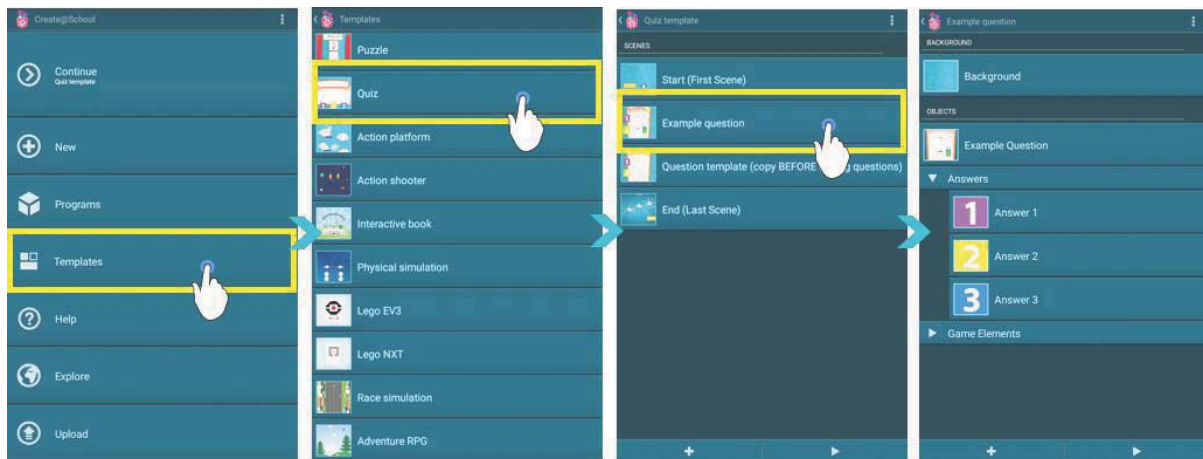 Create@School
Continue
Quiz template
New
Programs
Templates
Help
Explore
Upload
Templates
Puzzle
Quiz
Action platform
Action shooter
Interactive book
Physical simulation
Lego EV3
Lego NXT
Race simulation
Adventure RPG
Quiz template
SCENES
Start (First Scene)
Example question
Question template (copy BEFORE g questions)
End (Last Scene)
Example question
BACKGROUND
Background
OBJECTS
Example Question
Answers
1 Answer 1
2 Answer 2
3 Answer 3
Game Elements